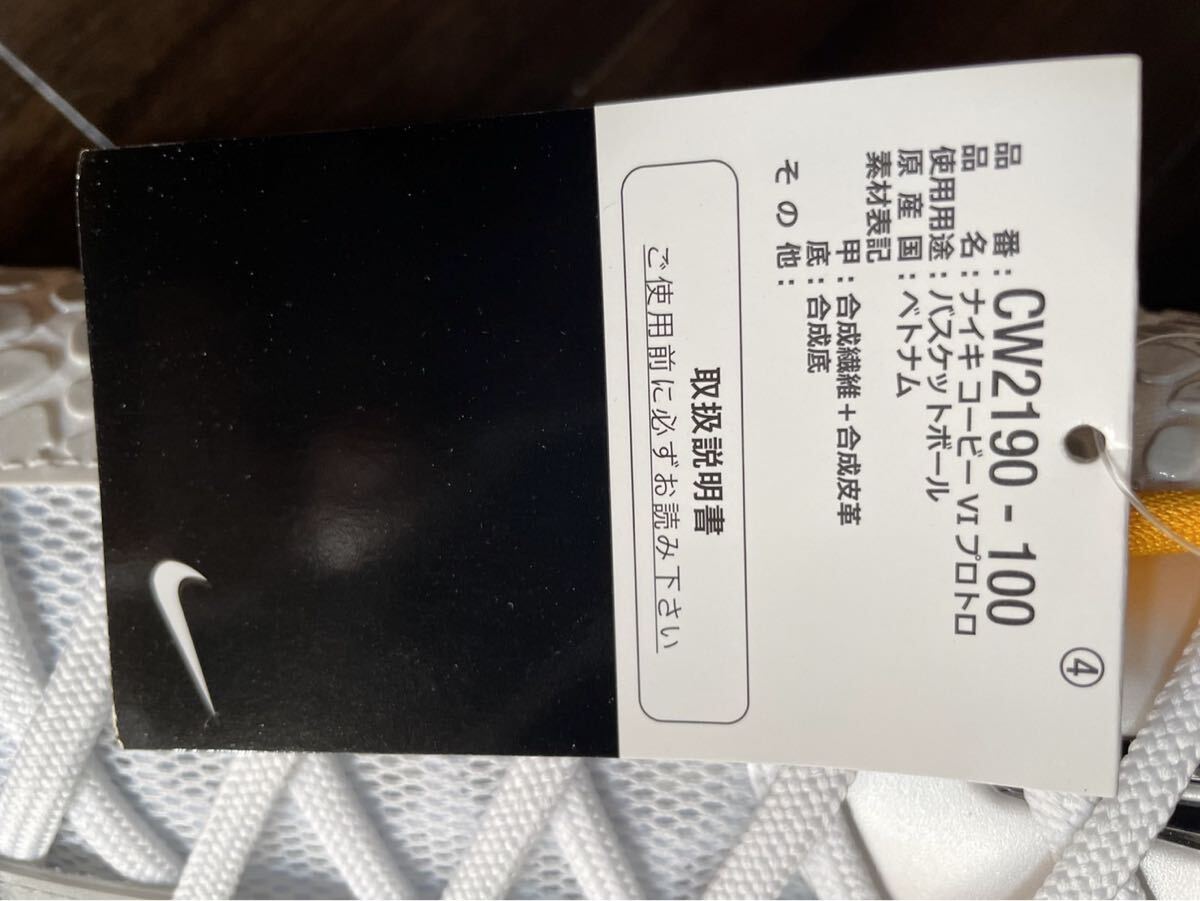 ④
品 番：CW2190 - 100
品 名：ナイキ コービー VI プロトロ
使用用途：バスケットボール
原産国：ベトナム
素材表記
甲：合成繊維＋合成皮革
底：合成底
その他：
取扱説明書
ご使用前に必ずお読み下さい